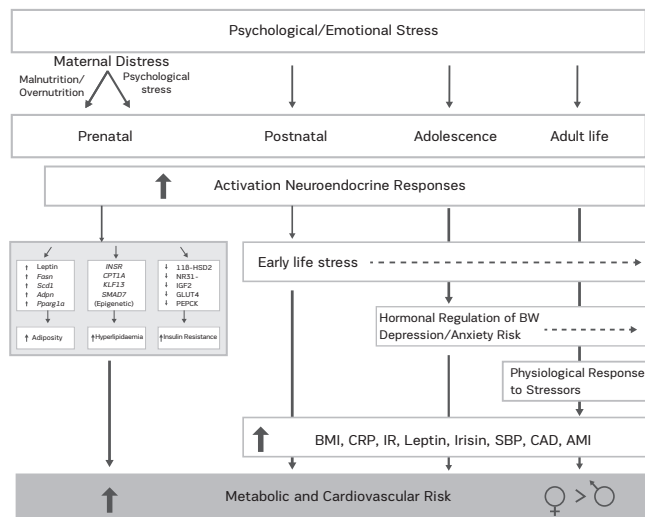 Psychological/Emotional Stress
Maternal Distress
Malnutrition/
Overnutrition
Psychological
stress
Prenatal
Postnatal
Adolescence
Adult life
Activation Neuroendocrine Responses
↑ Leptin
↑ Fasn
↑ Scd1
↑ Adpn
↑ Pparg1a
INSR
CPT1A
KLF13
SMAD7
(Epigenetic)
↓ 11ß-HSD2
↓ NR31-
↓ IGF2
↓ GLUT4
↓ PEPCK
↑ Adiposity
↑Hyperlipidaemia
↑Insulin Resistance
Early life stress
Hormonal Regulation of BW
Depression/Anxiety Risk
Physiological Response
to Stressors
BMI, CRP, IR, Leptin, Irisin, SBP, CAD, AMI
Metabolic and Cardiovascular Risk
♀ > ♂